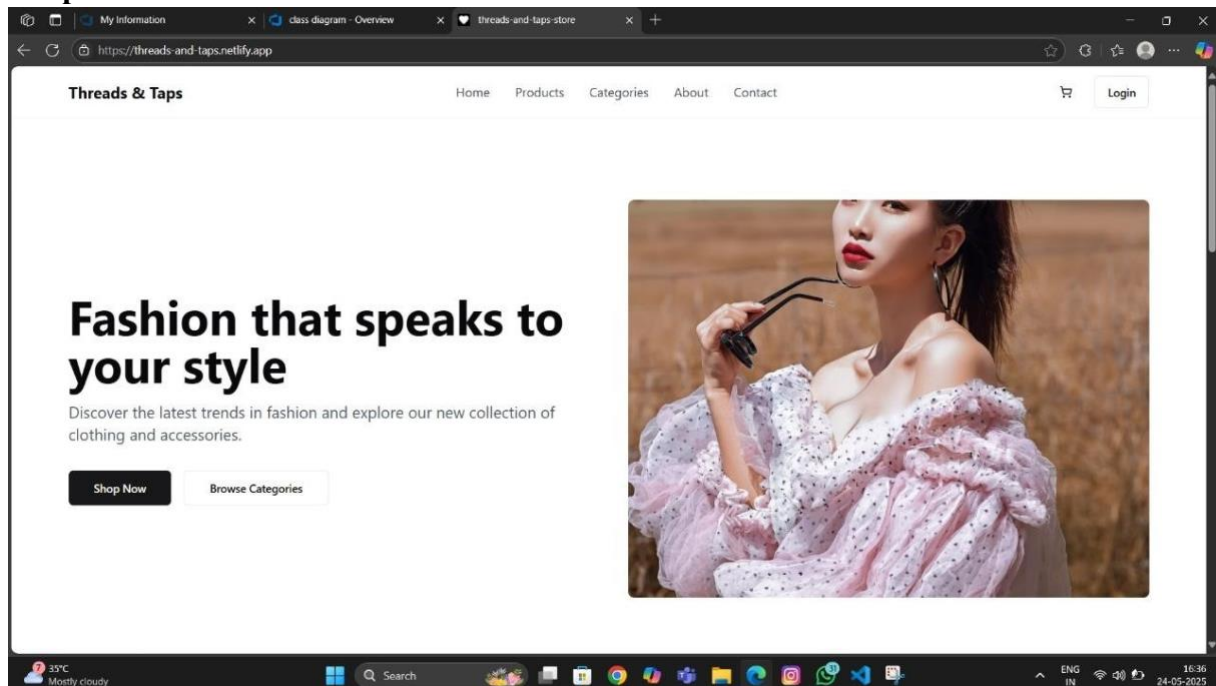 My Information
class diagram - Overview
threads-and-taps-store
https://threads-and-taps.netlify.app
Threads & Taps
Home
Products
Categories
About
Contact
Login
Fashion that speaks to
your style
Discover the latest trends in fashion and explore our new collection of
clothing and accessories.
Shop Now
Browse Categories
7
35°C
Mostly cloudy
Search
31
ENG
IN
16:36
24-05-2025